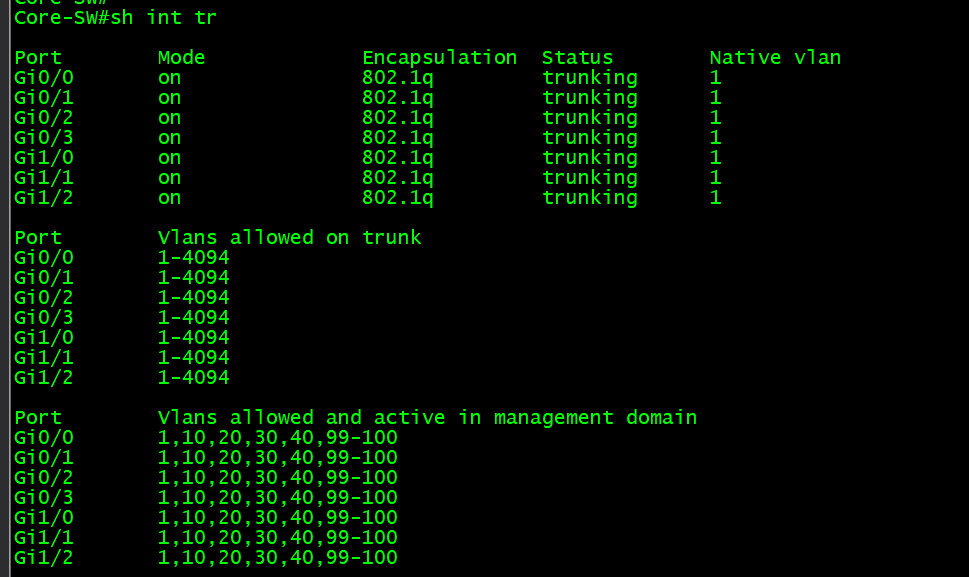 Core-SW#
Core-SW#sh int tr
Port Mode Encapsulation Status Native vlan
Gi0/0 on 802.1q trunking 1
Gi0/1 on 802.1q trunking 1
Gi0/2 on 802.1q trunking 1
Gi0/3 on 802.1q trunking 1
Gi1/0 on 802.1q trunking 1
Gi1/1 on 802.1q trunking 1
Gi1/2 on 802.1q trunking 1
Port Vlans allowed on trunk
Gi0/0 1-4094
Gi0/1 1-4094
Gi0/2 1-4094
Gi0/3 1-4094
Gi1/0 1-4094
Gi1/1 1-4094
Gi1/2 1-4094
Port Vlans allowed and active in management domain
Gi0/0 1,10,20,30,40,99-100
Gi0/1 1,10,20,30,40,99-100
Gi0/2 1,10,20,30,40,99-100
Gi0/3 1,10,20,30,40,99-100
Gi1/0 1,10,20,30,40,99-100
Gi1/1 1,10,20,30,40,99-100
Gi1/2 1,10,20,30,40,99-100